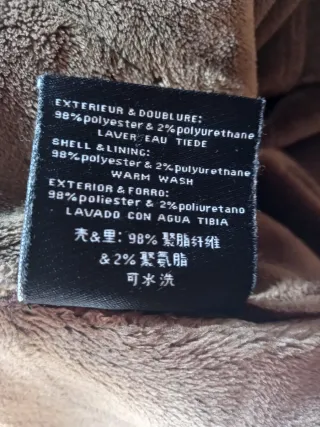 EXTERIEUR & DOUBLURE:
98%polyester & 2%polyurethane
LAVER EAU TIEDE
SHELL & LINING:
98%polyester & 2%puluyurethane
WARM WASH
EXTERIOR & FORRO:
98%poliester & 2%poliuretano
LAVADO CON AGUA TIBIA
壳&里: 98% 聚脂纤维
&2% 聚氨脂
可水洗